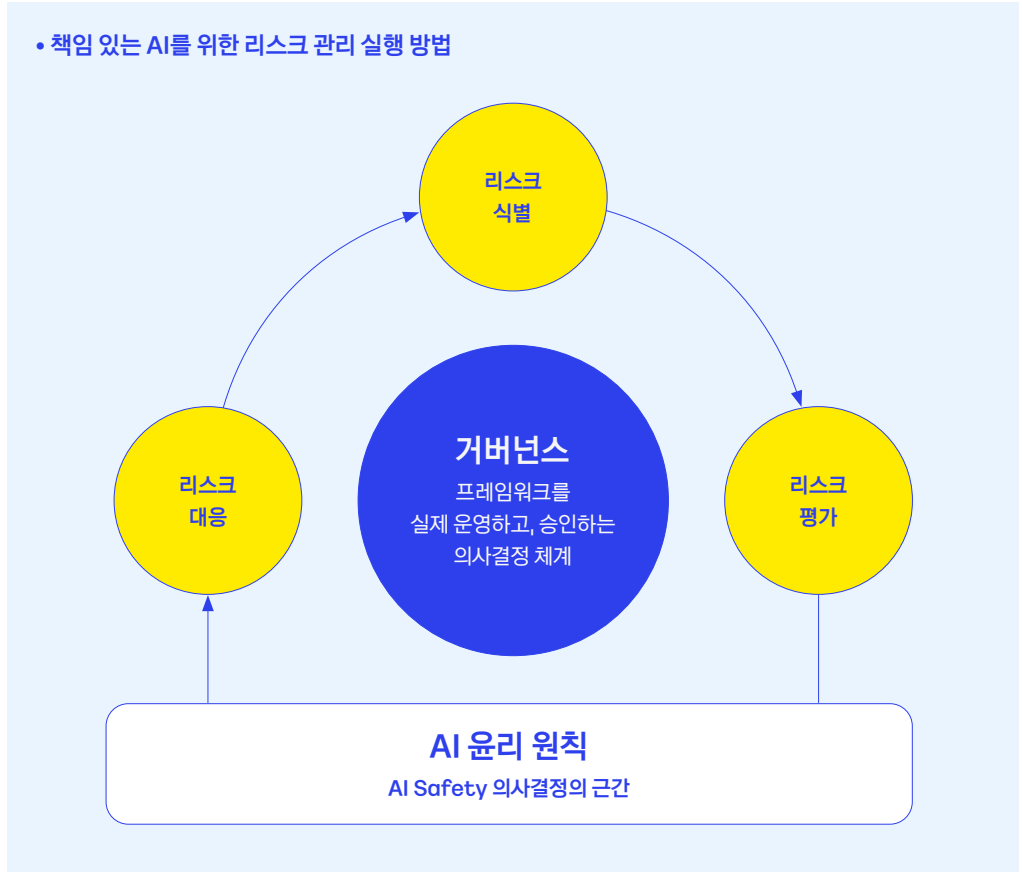 • 책임 있는 AI를 위한 리스크 관리 실행 방법
리스크
식별
거버넌스
프레임워크를
실제 운영하고, 승인하는
의사결정 체계
리스크
대응
리스크
평가
AI 윤리 원칙
AI Safety 의사결정의 근간